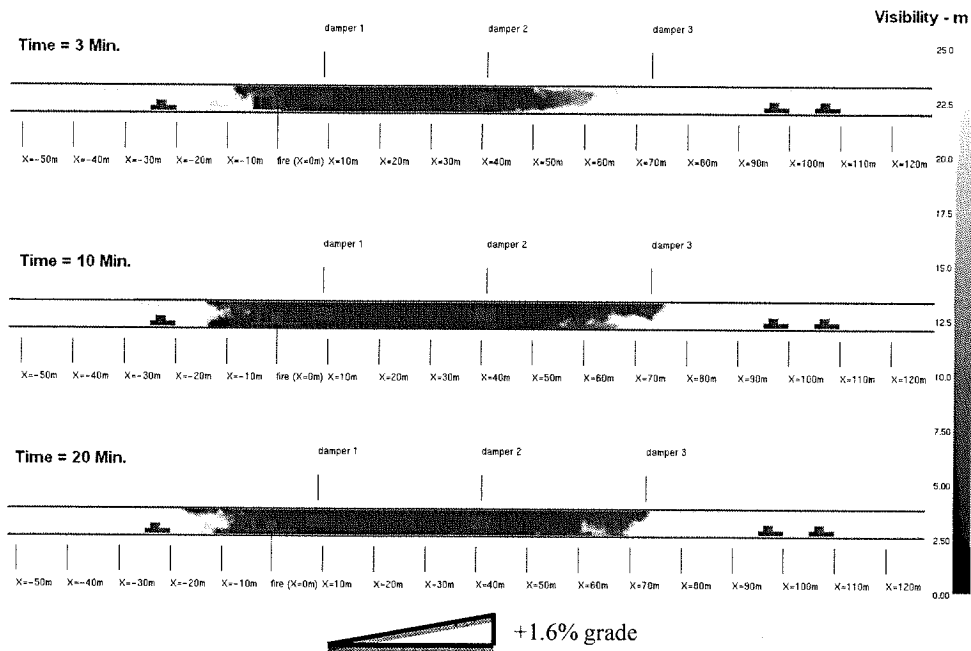 Visibility - m
damper 1 damper 2 damper 3
Time = 3 Min.
X=-50m X=-40m X=-30m X=-20m X=-10m fire (X=0m) X=10m X=20m X=30m X=40m X=50m X=60m X=70m X=80m X=90m X=100m X=110m X=120m
damper 1 damper 2 damper 3
Time = 10 Min.
X=-50m X=-40m X=-30m X=-20m X=-10m fire (X=0m) X=10m X=20m X=30m X=40m X=50m X=60m X=70m X=80m X=90m X=100m X=110m X=120m
damper 1 damper 2 damper 3
Time = 20 Min.
X=-50m X=-40m X=-30m X=-20m X=-10m fire (X=0m) X=10m X=20m X=30m X=40m X=50m X=60m X=70m X=80m X=90m X=100m X=110m X=120m
25.0
22.5
20.0
17.5
15.0
12.5
10.0
7.50
5.00
2.50
0.00
+1.6% grade